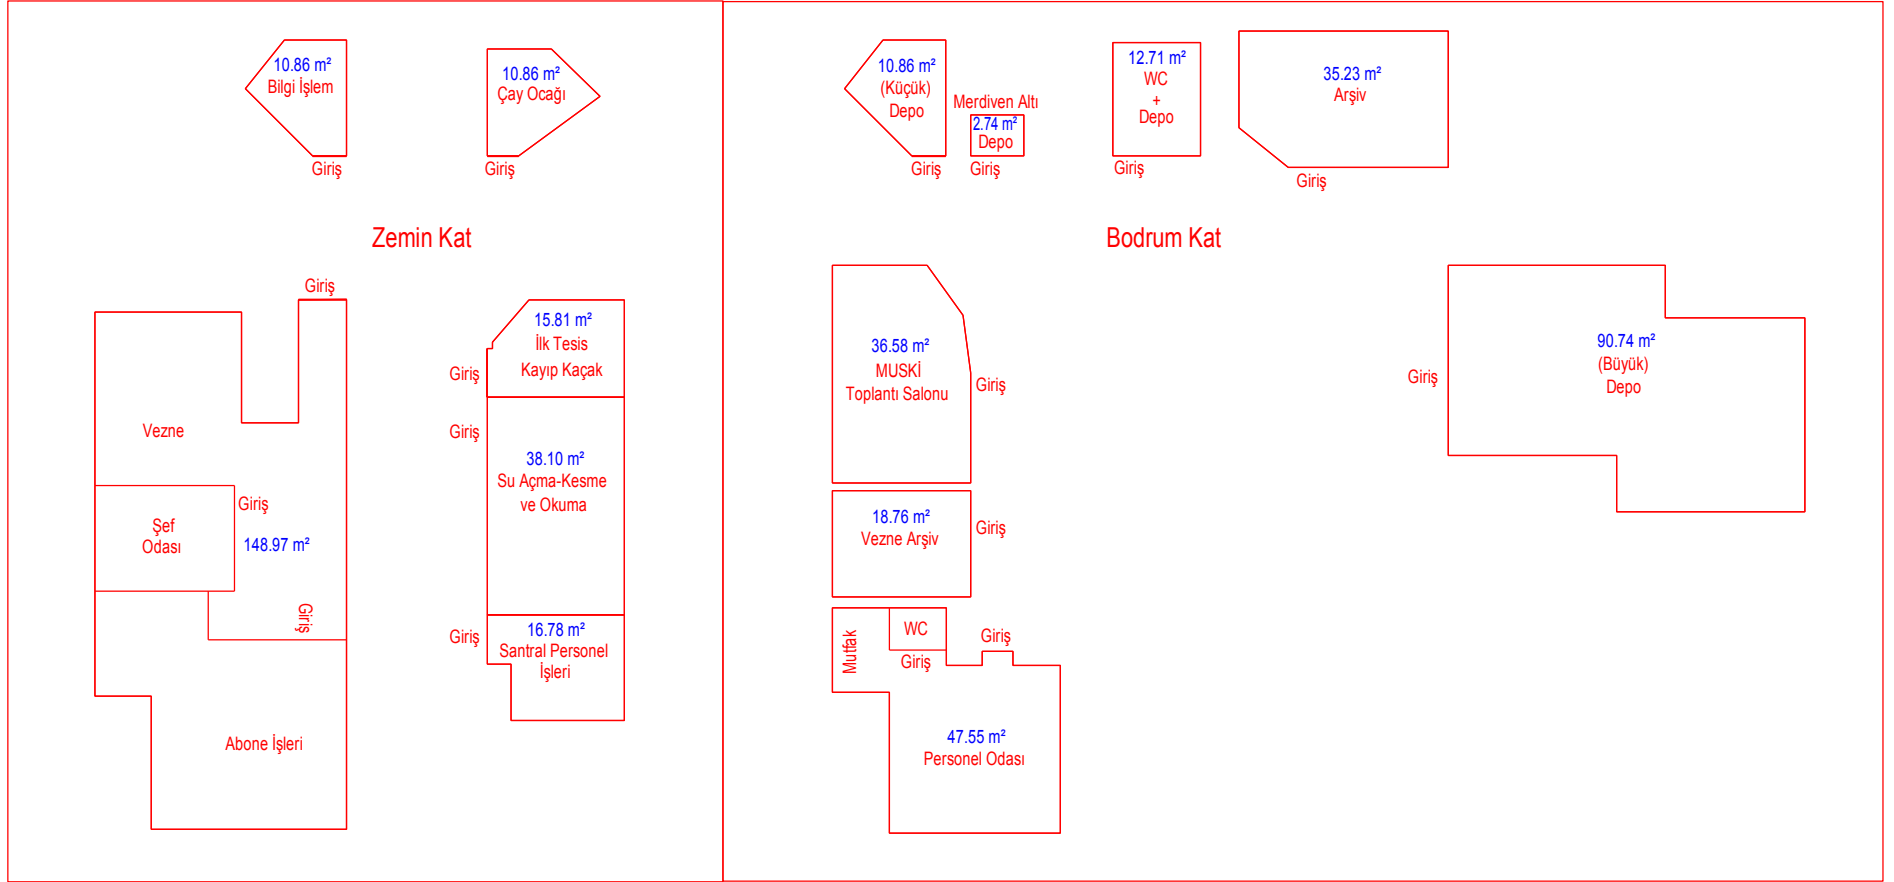 10.86 m²
Bilgi İşlem
Giriş
10.86 m²
Çay Ocağı
Giriş
Zemin Kat
Giriş
Vezne
Giriş
Şef
Odası
148.97 m²
Giriş
Abone İşleri
15.81 m²
İlk Tesis
Kayıp Kaçak
Giriş
Giriş
38.10 m²
Su Açma-Kesme
ve Okuma
Giriş
16.78 m²
Santral Personel
İşleri
10.86 m²
(Küçük)
Depo
Giriş
Merdiven Altı
2.74 m²
Depo
Giriş
12.71 m²
WC
+
Depo
Giriş
35.23 m²
Arşiv
Giriş
Bodrum Kat
36.58 m²
MUSKİ
Toplantı Salonu
Giriş
18.76 m²
Vezne Arşiv
Giriş
Mutfak
WC
Giriş
Giriş
47.55 m²
Personel Odası
90.74 m²
(Büyük)
Depo
Giriş